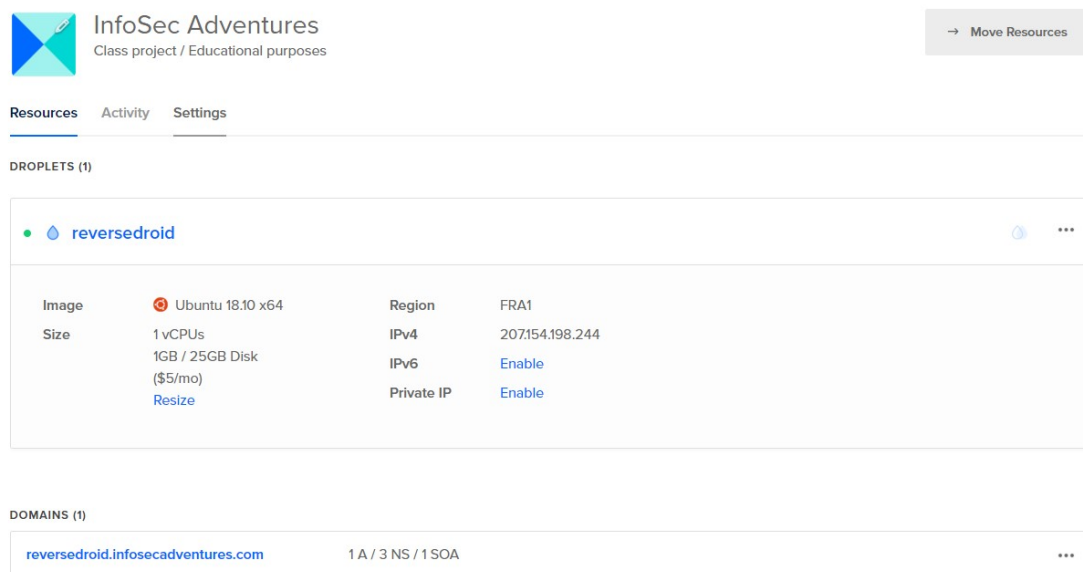 InfoSec Adventures
Class project / Educational purposes
→ Move Resources
Resources Activity Settings
DROPLETS (1)
reversedroid
Image Ubuntu 18.10 x64
Size 1 vCPUs
1GB / 25GB Disk
($5/mo)
Resize
Region FRA1
IPv4 207.154.198.244
IPv6 Enable
Private IP Enable
DOMAINS (1)
reversedroid.infosecadventures.com 1 A / 3 NS / 1 SOA